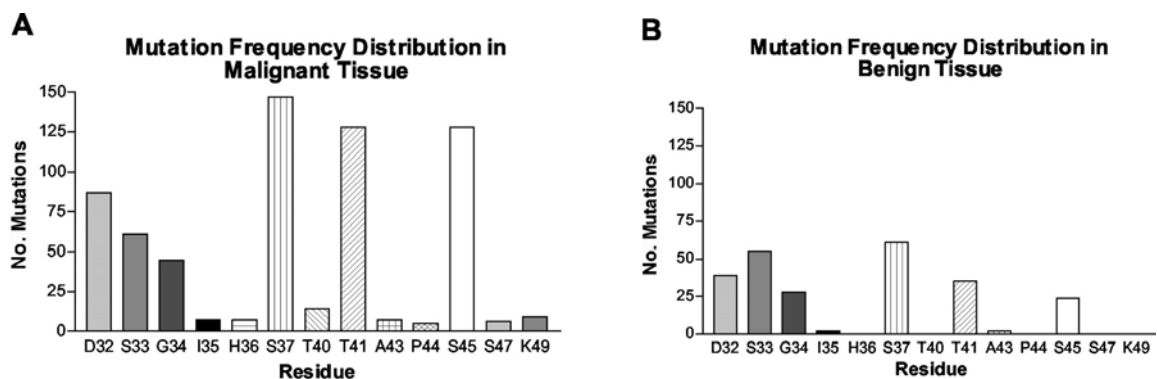 A
Mutation Frequency Distribution in
Malignant Tissue
No. Mutations
150
125
100
75
50
25
0
D32 S33 G34 I35 H36 S37 T40 T41 A43 P44 S45 S47 K49
Residue
B
Mutation Frequency Distribution in
Benign Tissue
No. Mutations
150
125
100
75
50
25
0
D32 S33 G34 I35 H36 S37 T40 T41 A43 P44 S45 S47 K49
Residue